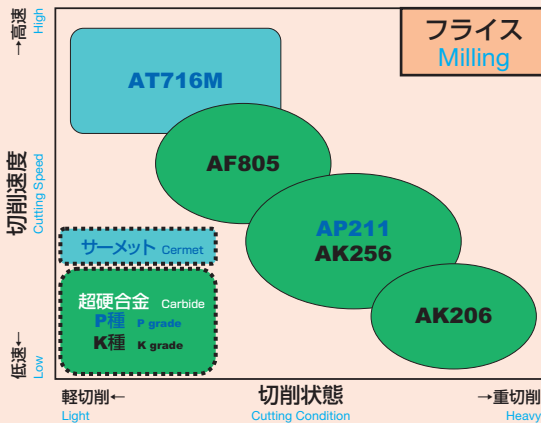 →高速
High
フライス
Milling
AT716M
AF805
切削速度
Cutting Speed
AP211
AK256
サーメット Cermet
超硬合金 Carbide
P種 P grade
K種 K grade
AK206
低速←
Low
軽切削←
Light
切削状態
Cutting Condition
→重切削
Heavy